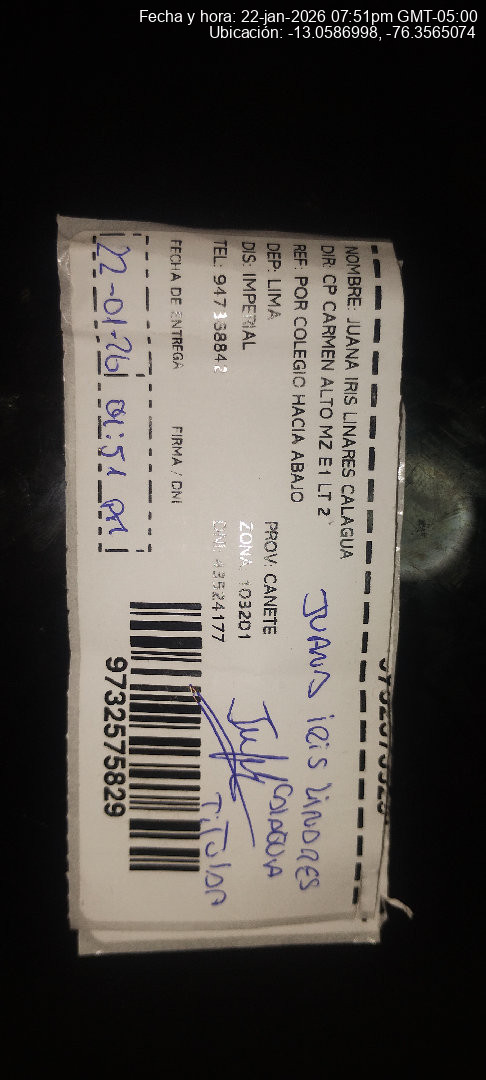 Fecha y hora: 22-jan-2026 07:51pm GMT-05:00
Ubicación: -13.0586998, -76.3565074
NOMBRE: JUANA IRIS LINARES CALAGUA
DIR: CP CARMEN ALTO MZ E1 LT 2
REF: POR COLEGIO HACIA ABAJO
DEP: LIMA PROV: CANETE
DIS: IMPERIAL ZONA 103201
TEL:
FECHA DE ENTREGA FIRMA / DNI
22-01-26
JUANA iRis LiNARES
CALAGUA
TiTular
9732575829